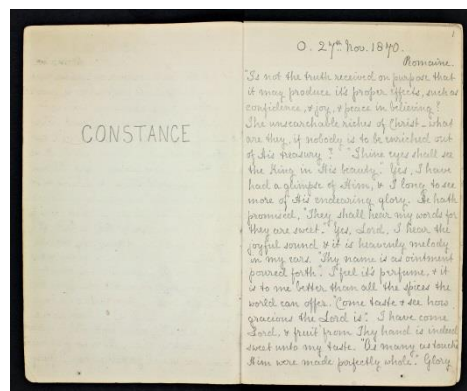 CONSTANCE
1
O. 27th Nov. 1870.
Romaine.
"Is not the truth received on purpose that
it may produce it's proper effects, such as
confidence, & joy, & peace in believing?
The unsearchable riches of Christ—what
are they, if nobody is to be enriched out
of His treasury?" "Thine eyes shall see
the King in His beauty." Yes, I have
had a glimpse of Him, & I long to see
more of His endearing glory. He hath
promised, "They shall hear my words for
they are sweet." Yes, Lord, I hear the
joyful sound & it is heavenly melody
in my ears. "Thy name is as ointment
poured forth". I feel it's perfume, & it
is to me better than all the spices the
world can offer. "Come taste & see how
gracious the Lord is". I have come
Lord, & fruit from Thy hand is indeed
sweet unto my taste. "As many as touch'd
Him were made perfectly whole". Glory